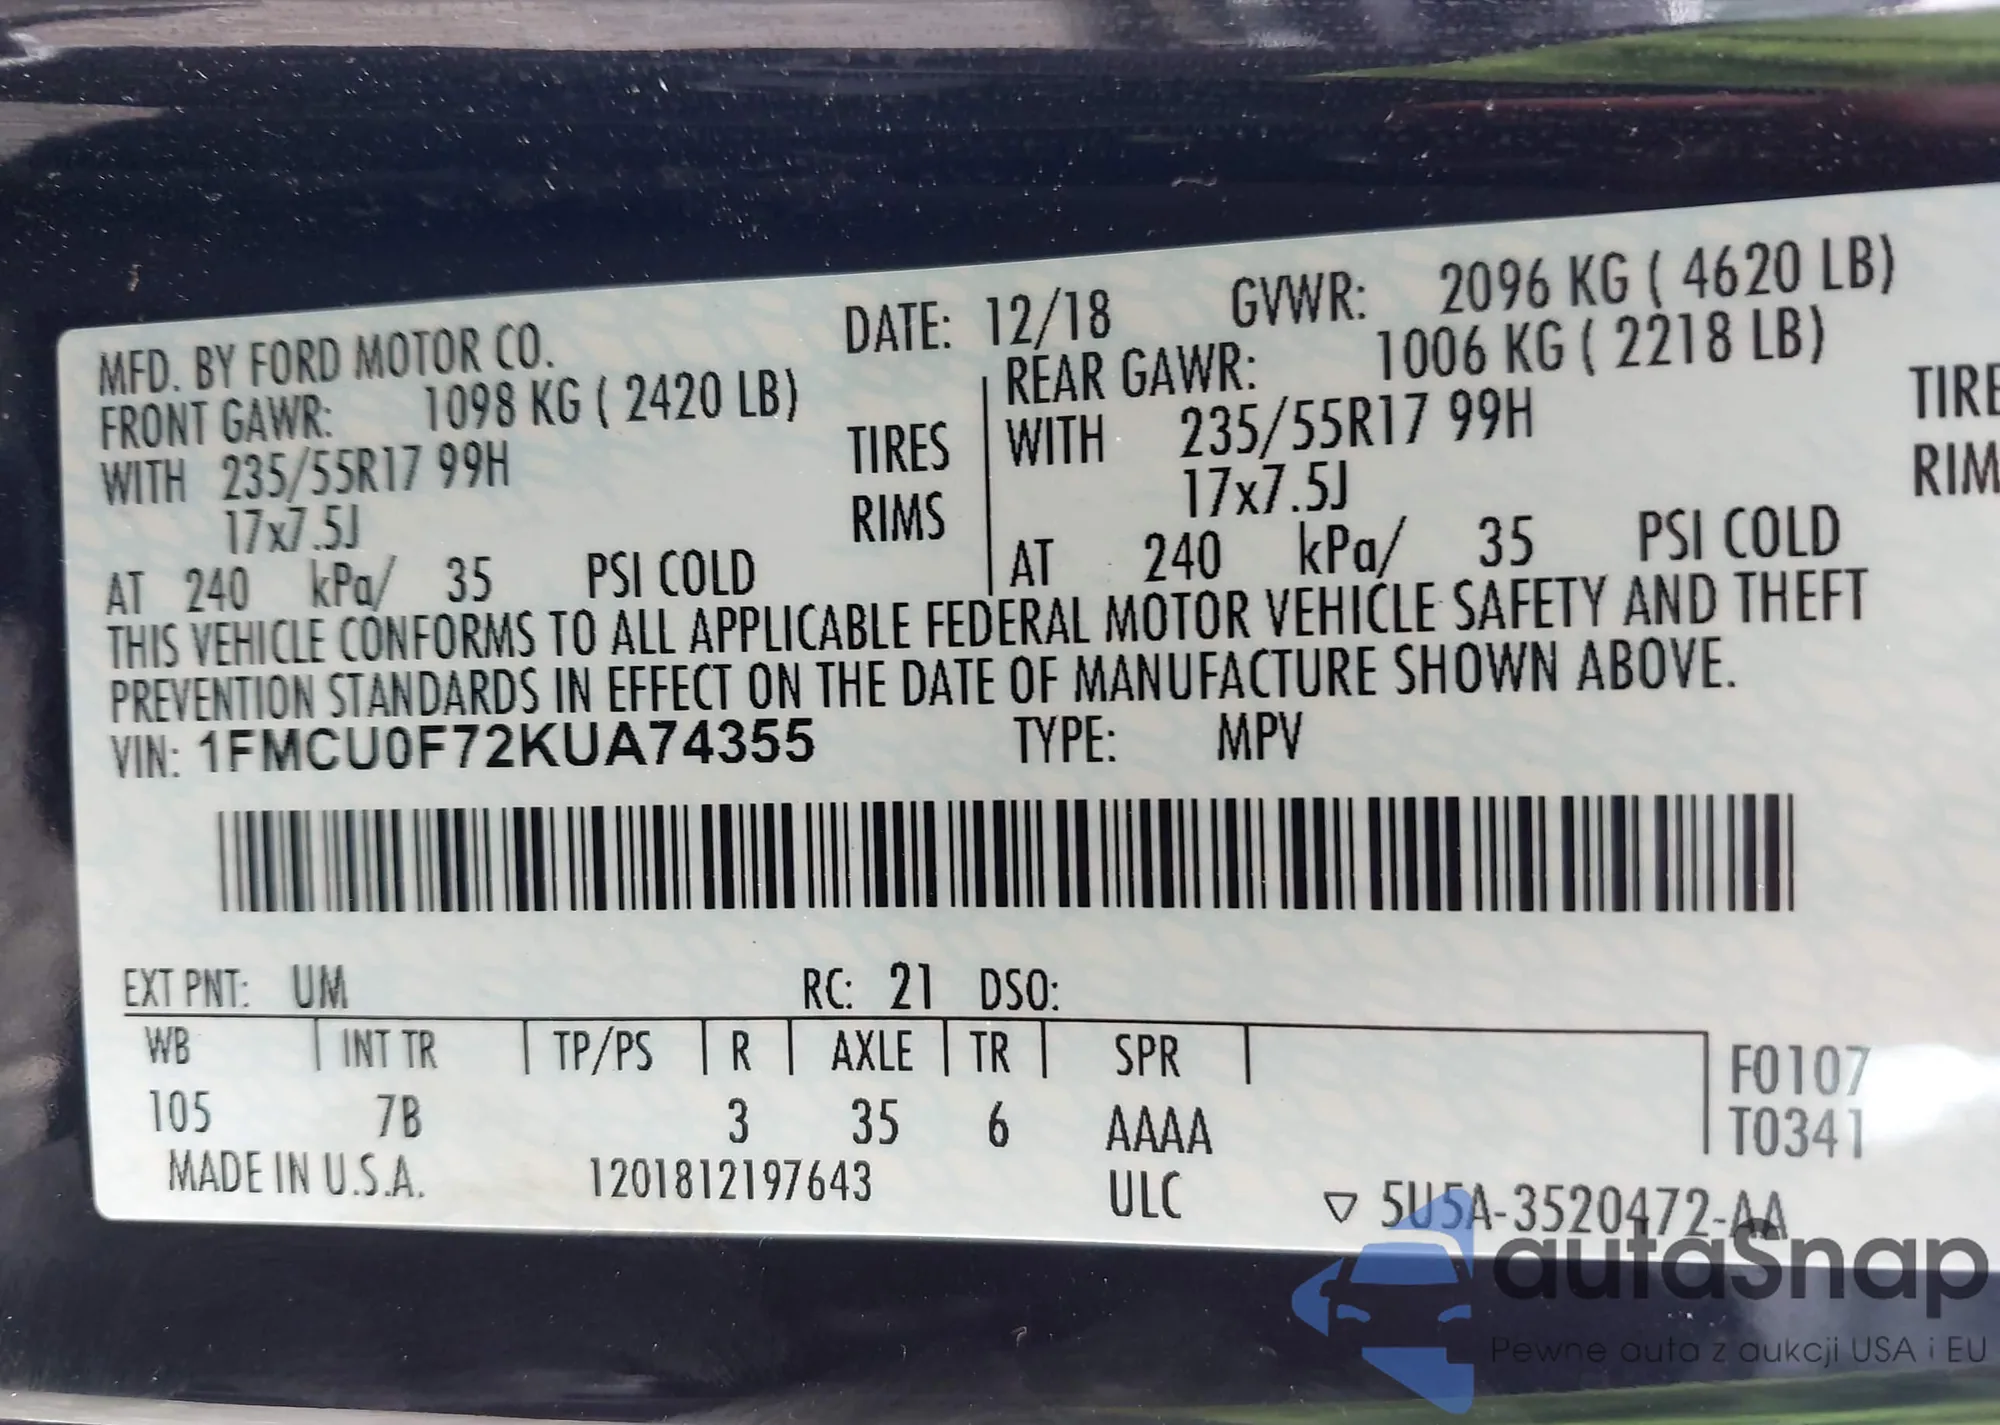 MFD. BY FORD MOTOR CO. DATE: 12/18 GVWR: 2096 KG ( 4620 LB)
FRONT GAWR: 1098 KG ( 2420 LB) REAR GAWR: 1006 KG ( 2218 LB)
WITH 235/55R17 99H TIRES WITH 235/55R17 99H TIRE
17x7.5J RIMS 17x7.5J RIM
AT 240 kPa/ 35 PSI COLD AT 240 kPa/ 35 PSI COLD
THIS VEHICLE CONFORMS TO ALL APPLICABLE FEDERAL MOTOR VEHICLE SAFETY AND THEFT
PREVENTION STANDARDS IN EFFECT ON THE DATE OF MANUFACTURE SHOWN ABOVE.
VIN: 1FMCU0F72KUA74355 TYPE: MPV
EXT PNT: UM RC: 21 DSO:
WB INT TR TP/PS R AXLE TR SPR F0107
105 7B 3 35 6 AAAA T0341
MADE IN U.S.A. 1201812197643 ULC ▽ 5U5A-3520472-AA
autaSnap
Pewne auta z aukcji USA i EU